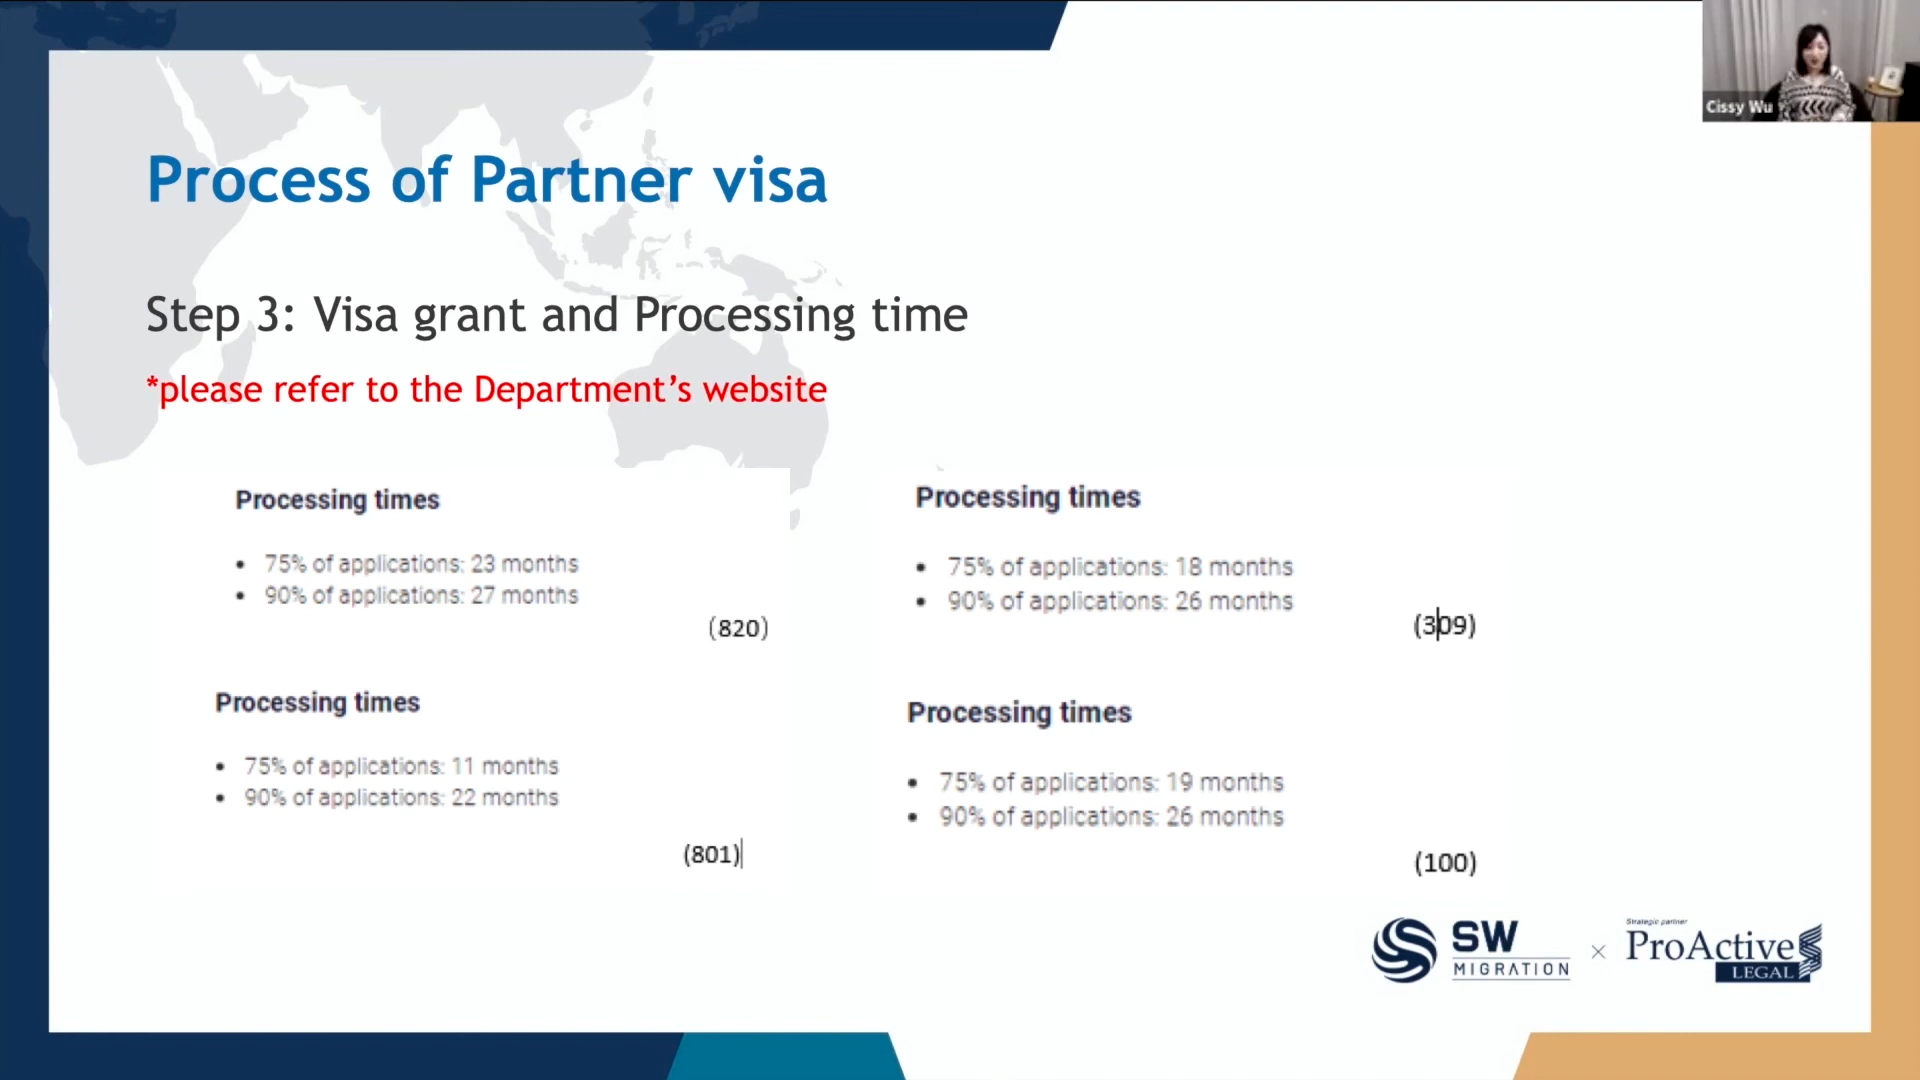 Cissy Wu
Process of Partner visa
Step 3: Visa grant and Processing time
*please refer to the Department’s website
Processing times
• 75% of applications: 23 months
• 90% of applications: 27 months
(820)
Processing times
• 75% of applications: 18 months
• 90% of applications: 26 months
(309)
Processing times
• 75% of applications: 11 months
• 90% of applications: 22 months
(801)
Processing times
• 75% of applications: 19 months
• 90% of applications: 26 months
(100)
SW
MIGRATION
×
Strategic partner
ProActive
LEGAL